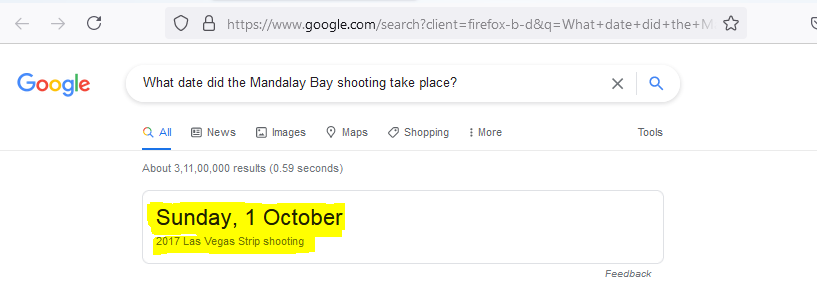 https://www.google.com/search?client=firefox-b-d&q=What+date+did+the+M
Google What date did the Mandalay Bay shooting take place?
All News Images Maps Shopping More Tools
About 3,11,00,000 results (0.59 seconds)
Sunday, 1 October
2017 Las Vegas Strip shooting
Feedback